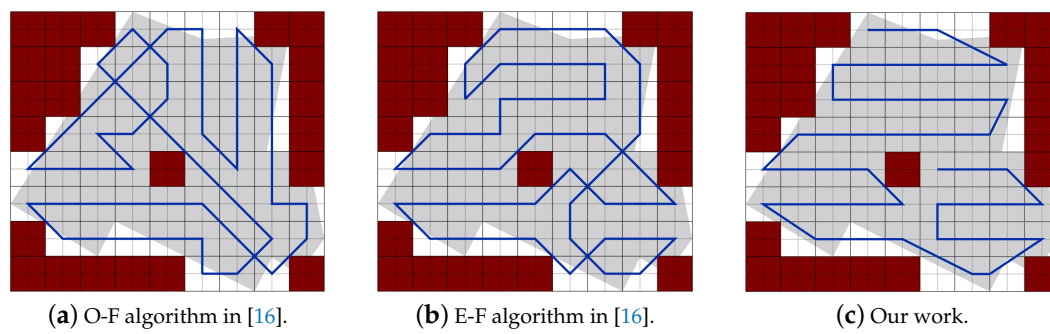 (a) O-F algorithm in [16].
(b) E-F algorithm in [16].
(c) Our work.